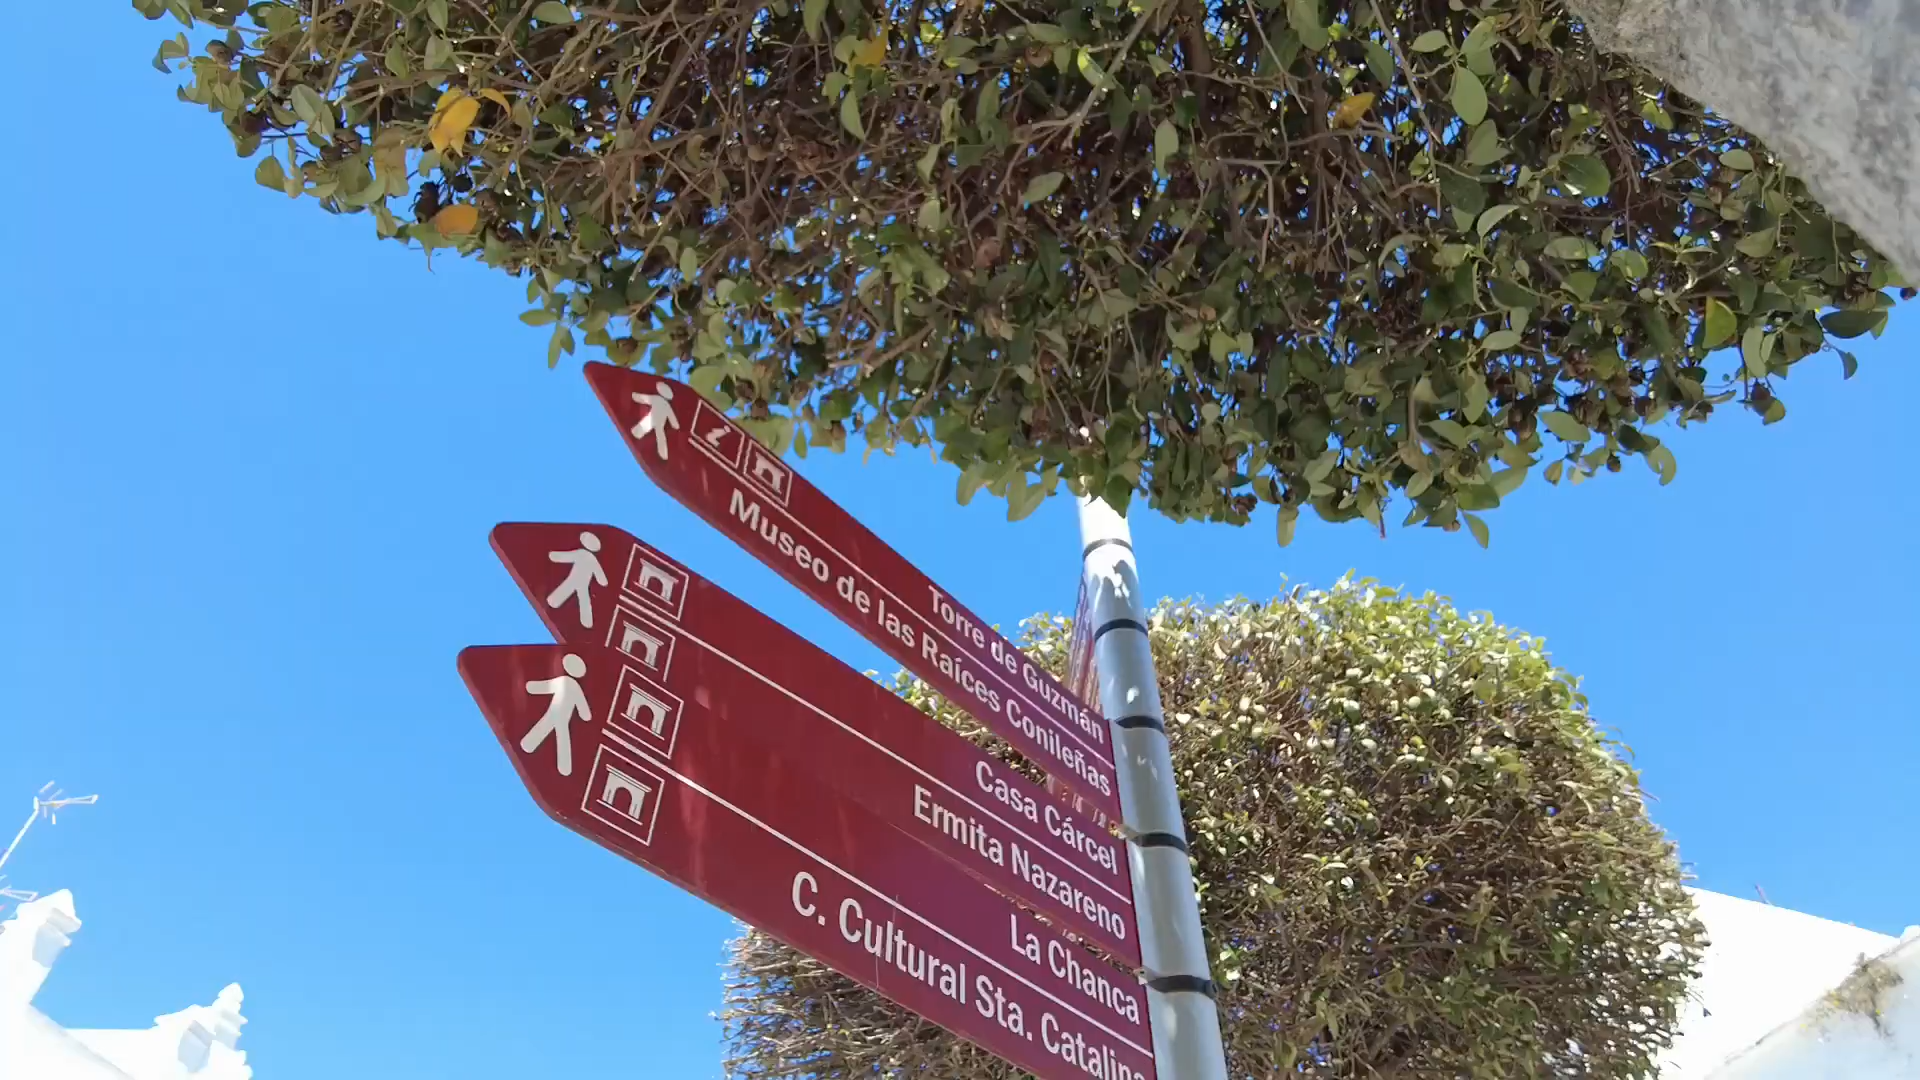 Torre de Guzmán
Museo de las Raíces Conileñas
Casa Cárcel
Ermita Nazareno
La Chanca
C. Cultural Sta. Catalina